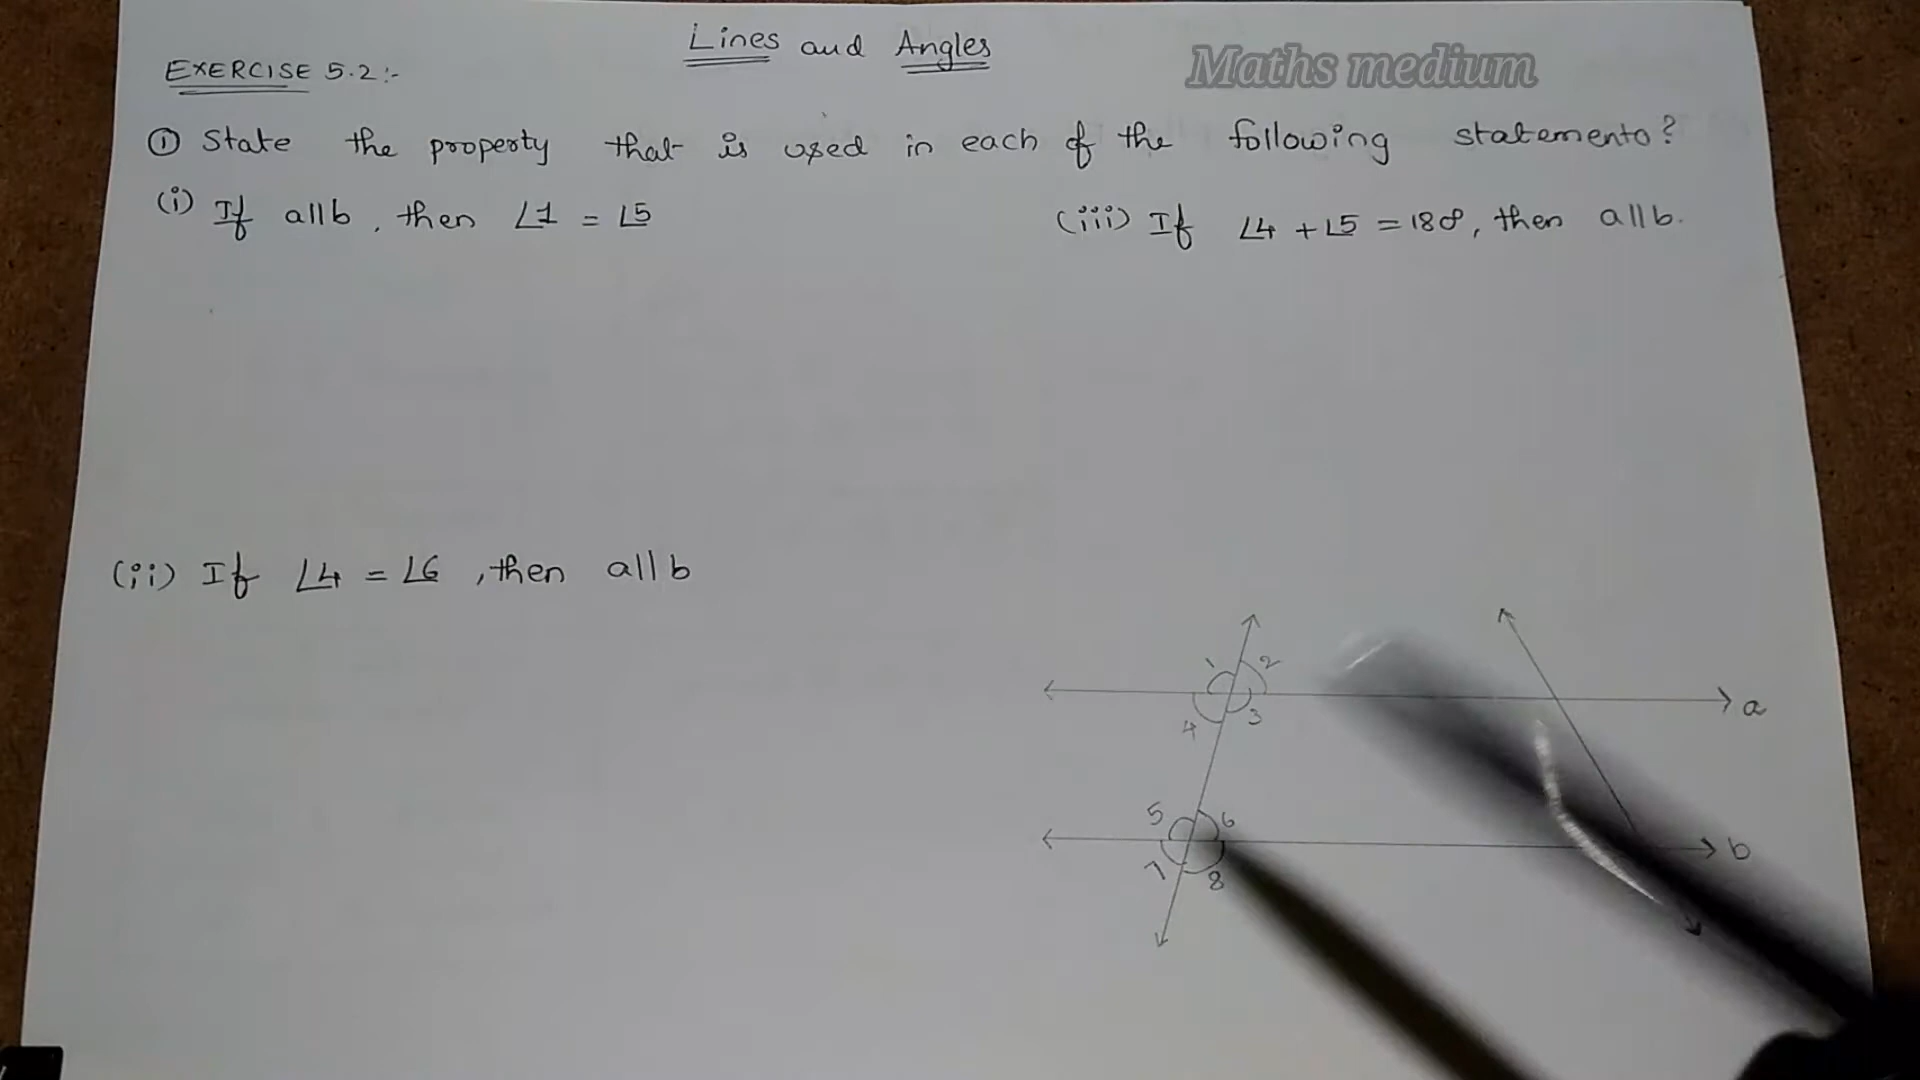 Lines and Angles
Maths medium
EXERCISE 5.2:-
① State the property that is used in each of the following statements?
(i) If a||b, then ∠1 = ∠5
(iii) If ∠4 + ∠5 = 180, then a||b.
(ii) If ∠4 = ∠6, then a||b
1 2
a
4 3
5 6
b
7 8